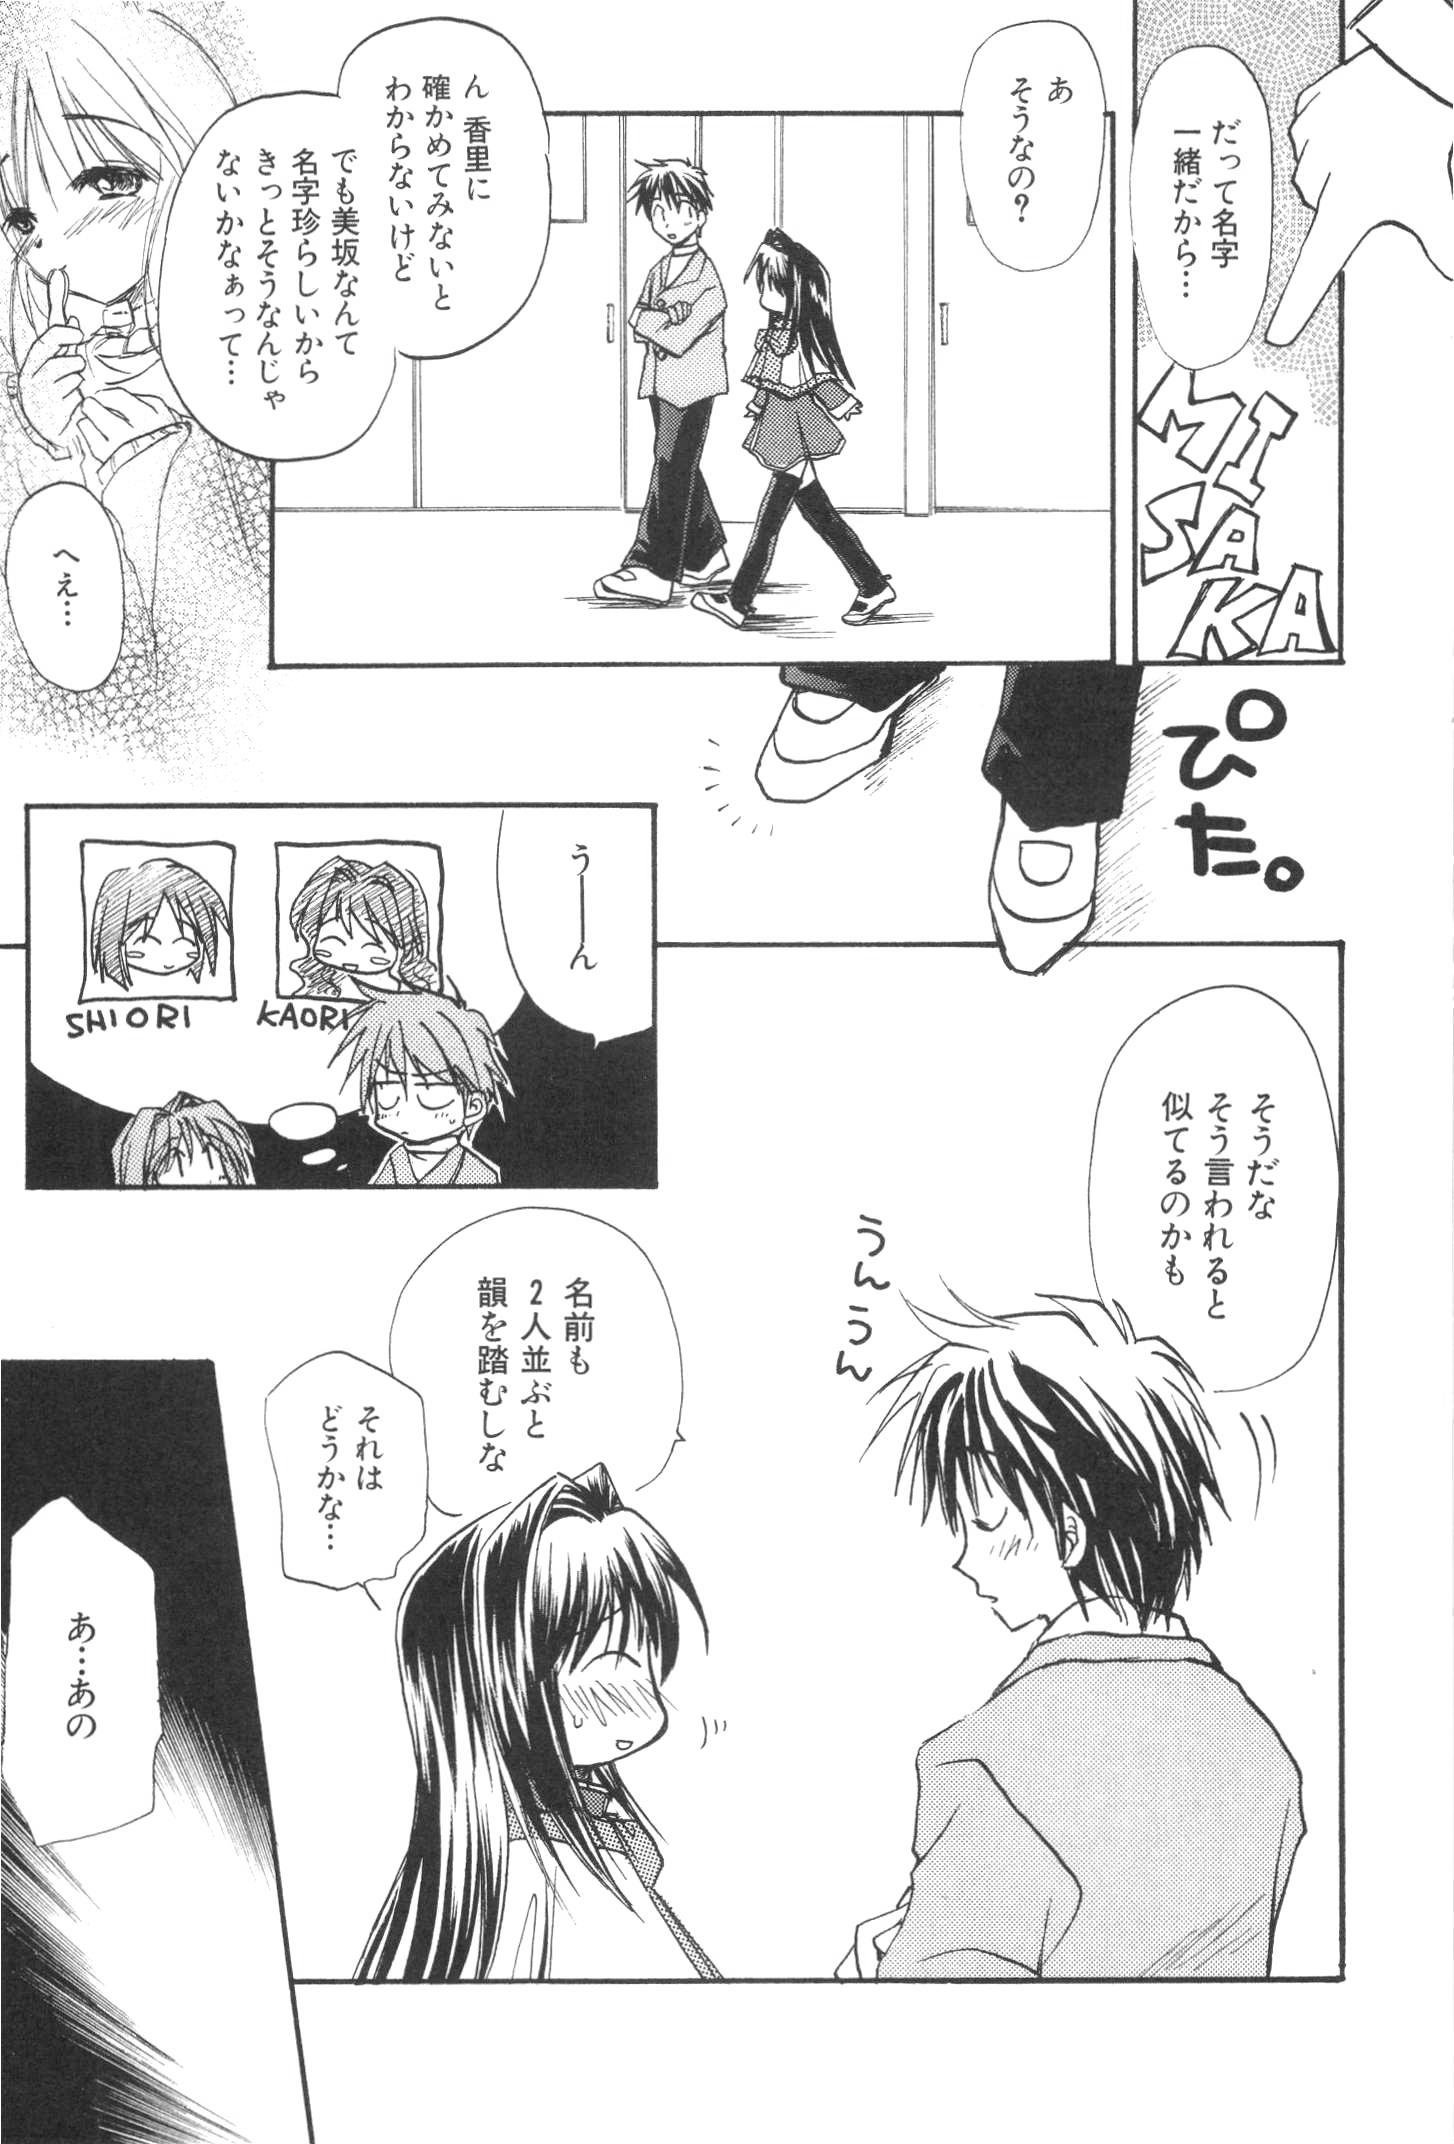 だって名字
一緒だから…
MI
SA
KA
あ
そうなの？
ん 香里に
確かめてみないと
わからないけど
でも美坂なんて
名字珍らしいから
きっとそうなんじゃ
ないかなぁって…
へぇ…
ぴた。
うーーん
KAORI
SHIORI
そうだな
そう言われると
似てるのかも
うんうん
名前も
2人並ぶと
韻を踏むしな
それは
どうかな…
あ…あの